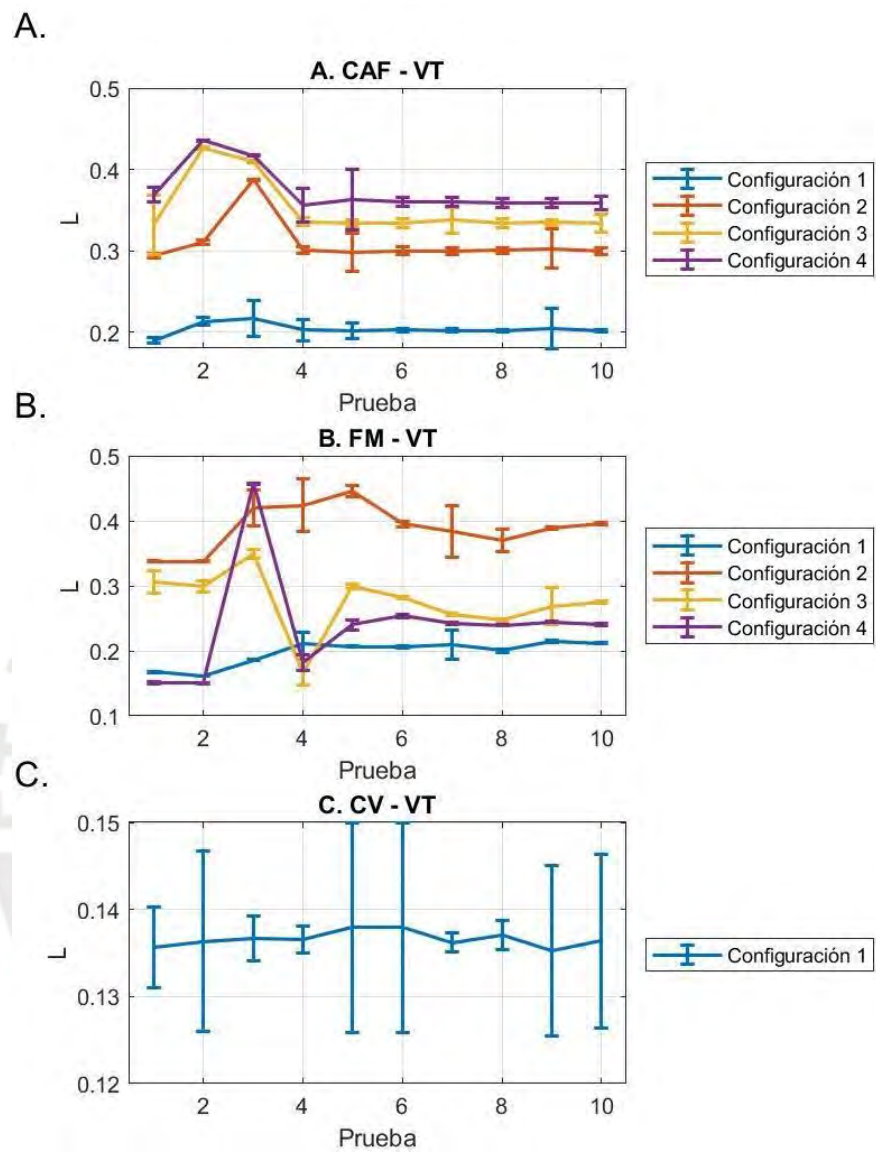 A.
A. CAF - VT
0.5
0.4
0.3
0.2
L
2 4 6 8 10
Prueba
Configuración 1
Configuración 2
Configuración 3
Configuración 4
B.
B. FM - VT
0.5
0.4
0.3
0.2
0.1
L
2 4 6 8 10
Prueba
Configuración 1
Configuración 2
Configuración 3
Configuración 4
C.
C. CV - VT
0.15
0.14
0.13
0.12
L
2 4 6 8 10
Prueba
Configuración 1